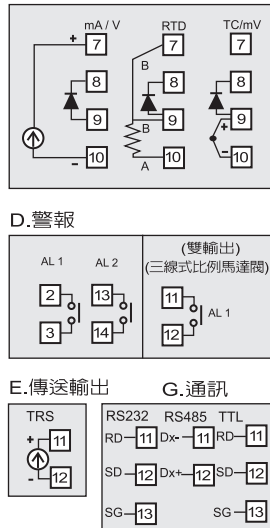 mA / V RTD TC/mV
+ 7 7 7
B
8 8 8
9 B 9 9
+
- 10 A 10 - 10
D.警報
(雙輸出)
(三線式比例馬達閥)
AL 1 AL 2
2 13 11
AL 1
3 14 12
E.傳送輸出 G.通訊
TRS RS232 RS485 TTL
+ 11 RD 11 Dx- 11 RD 11
- 12 SD 12 Dx+ 12 SD 12
SG 13 SG 13